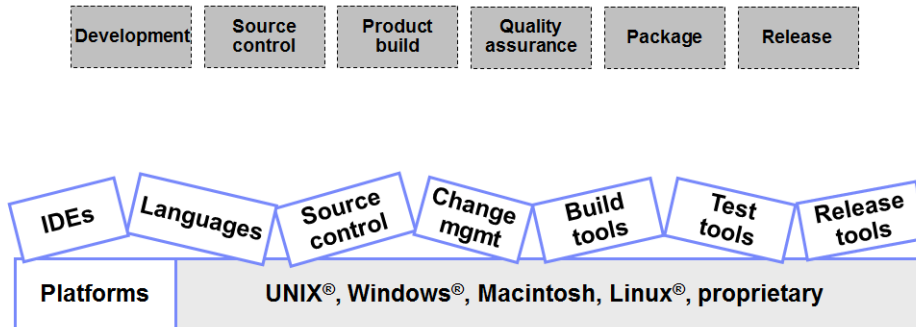 Development
Source
control
Product
build
Quality
assurance
Package
Release
IDEs
Languages
Source
control
Change
mgmt
Build
tools
Test
tools
Release
tools
Platforms
UNIX®, Windows®, Macintosh, Linux®, proprietary